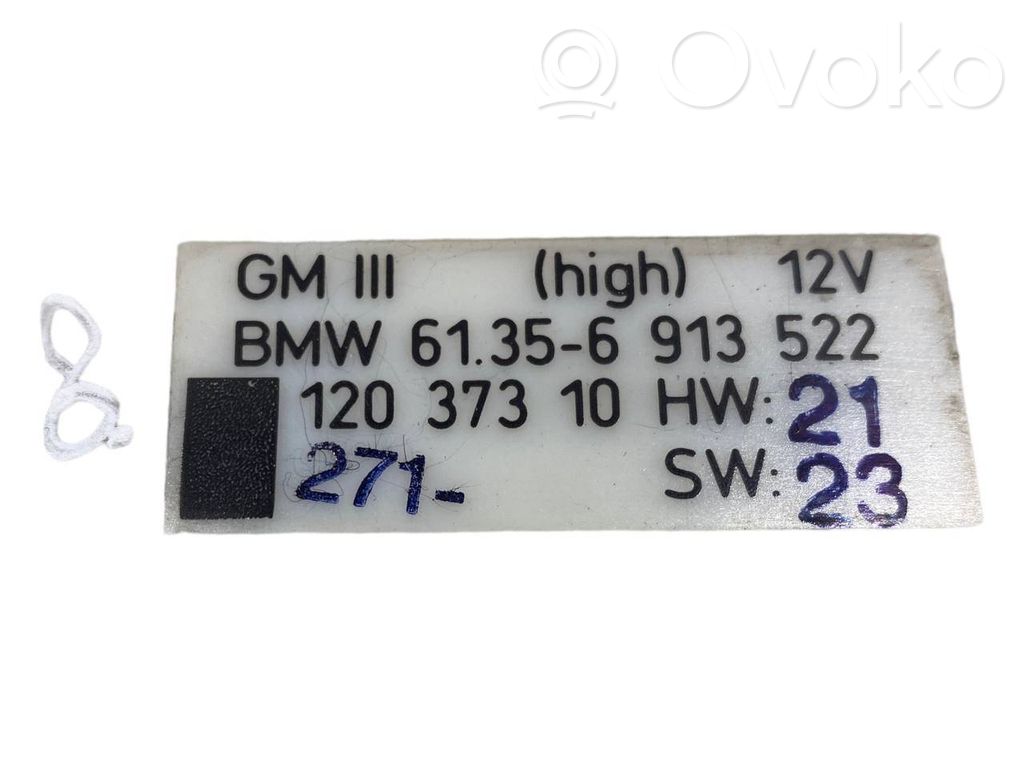 Ovoko
GM III (high) 12V
BMW 61.35-6 913 522
120 373 10 HW: 21
271- SW: 23
8